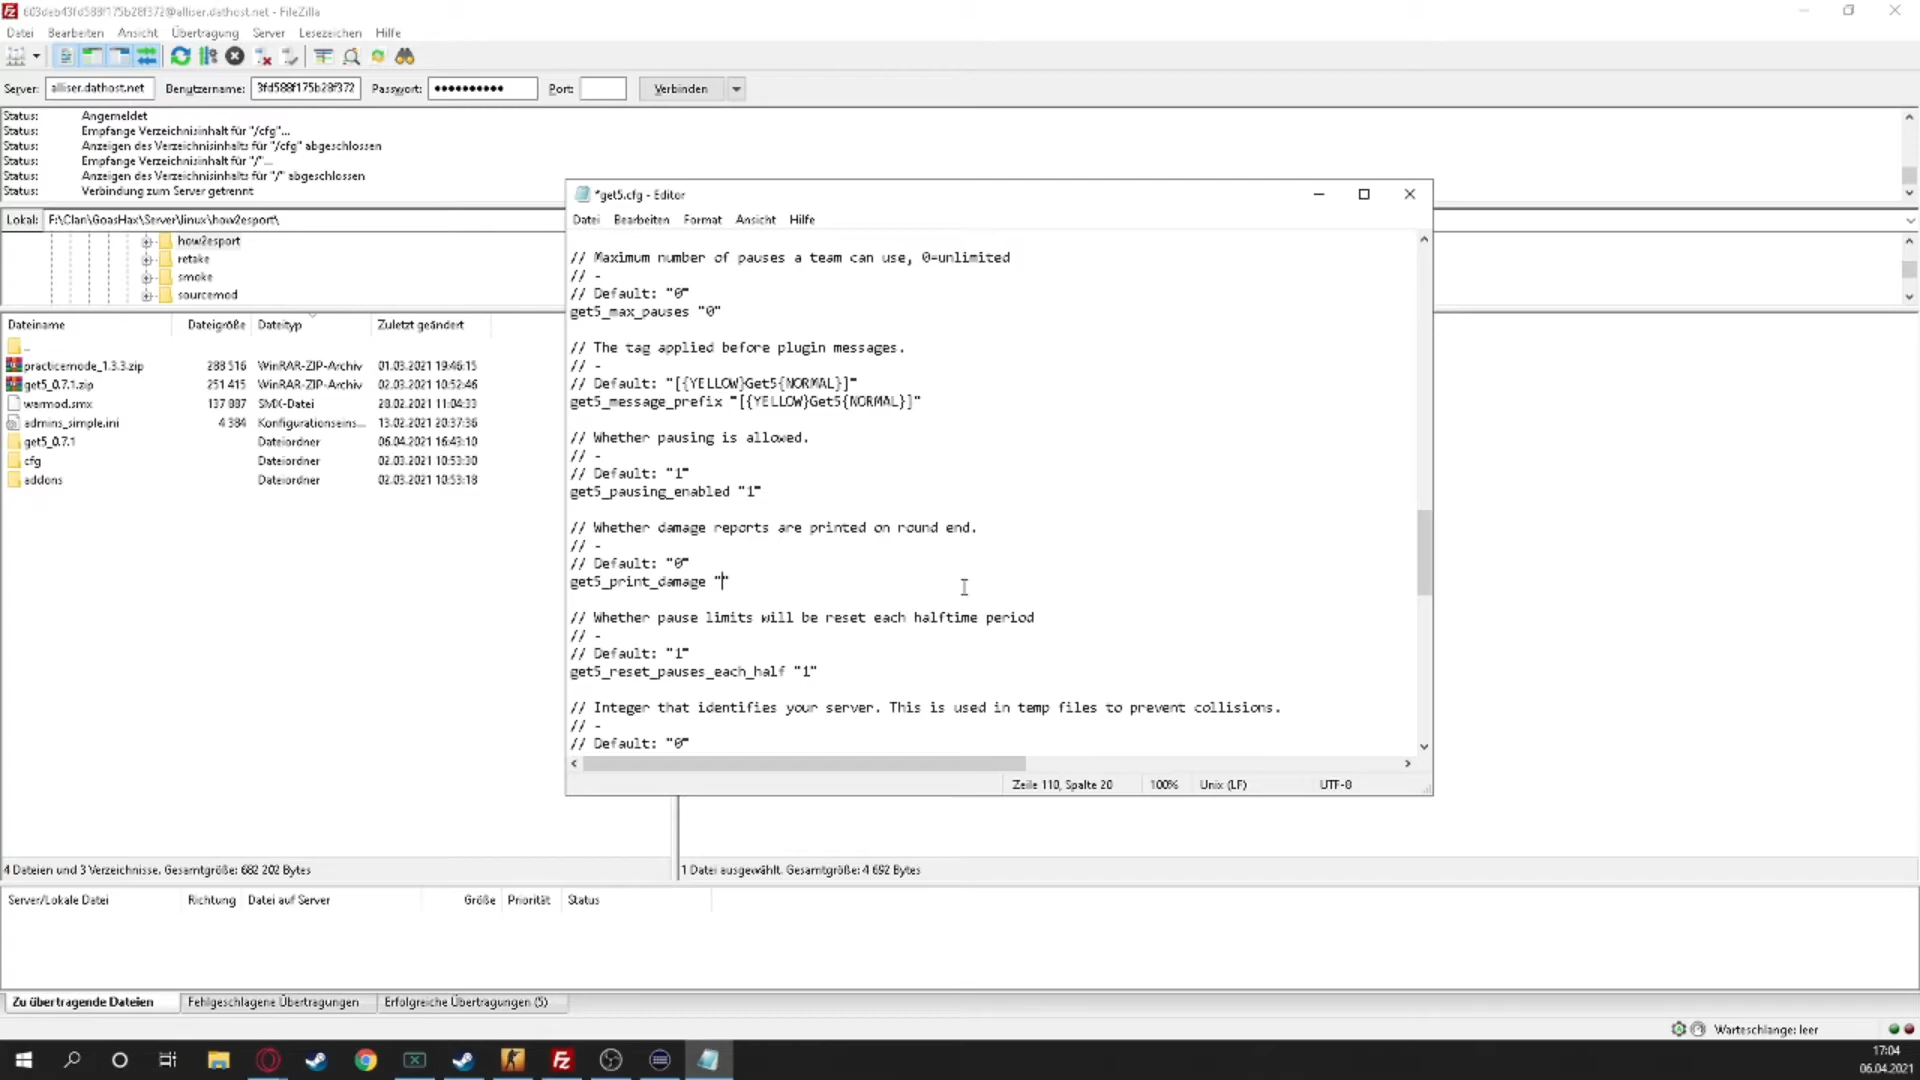 603deb43fd588f175b28f372@alliser.dathost.net - FileZilla
Datei Bearbeiten Ansicht Übertragung Server Lesezeichen Hilfe
Server: alliser.dathost.net Benutzername: 3fd588f175b28f372 Passwort: ●●●●●●●●●● Port: Verbinden
Status: Angemeldet
Status: Empfange Verzeichnisinhalt für "/cfg"...
Status: Anzeigen des Verzeichnisinhalts für "/cfg" abgeschlossen
Status: Empfange Verzeichnisinhalt für "/"...
Status: Anzeigen des Verzeichnisinhalts für "/" abgeschlossen
Status: Verbindung zum Server getrennt
Lokal: F:\Clan\GoasHax\Server\linux\how2esport\
how2esport
retake
smoke
sourcemod
Dateiname Dateigröße Dateityp Zuletzt geändert
..
practicemode_1.3.3.zip 288 516 WinRAR-ZIP-Archiv 01.03.2021 19:46:15
get5_0.7.1.zip 251 415 WinRAR-ZIP-Archiv 02.03.2021 10:52:46
warmod.smx 137 887 SMX-Datei 28.02.2021 11:04:33
admins_simple.ini 4 384 Konfigurationseins... 13.02.2021 20:37:36
get5_0.7.1 Dateiordner 06.04.2021 16:43:10
cfg Dateiordner 02.03.2021 10:53:30
addons Dateiordner 02.03.2021 10:53:18
4 Dateien und 3 Verzeichnisse. Gesamtgröße: 682 202 Bytes
*get5.cfg - Editor
Datei Bearbeiten Format Ansicht Hilfe
// Maximum number of pauses a team can use, 0=unlimited
// -
// Default: "0"
get5_max_pauses "0"
// The tag applied before plugin messages.
// -
// Default: "[{YELLOW}Get5{NORMAL}]"
get5_message_prefix "[{YELLOW}Get5{NORMAL}]"
// Whether pausing is allowed.
// -
// Default: "1"
get5_pausing_enabled "1"
// Whether damage reports are printed on round end.
// -
// Default: "0"
get5_print_damage ""
// Whether pause limits will be reset each halftime period
// -
// Default: "1"
get5_reset_pauses_each_half "1"
// Integer that identifies your server. This is used in temp files to prevent collisions.
// -
// Default: "0"
Zeile 110, Spalte 20 100% Unix (LF) UTF-8
1 Datei ausgewählt. Gesamtgröße: 4 692 Bytes
Server/Lokale Datei Richtung Datei auf Server Größe Priorität Status
Zu übertragende Dateien Fehlgeschlagene Übertragungen Erfolgreiche Übertragungen (5)
Warteschlange: leer
17:04
06.04.2021